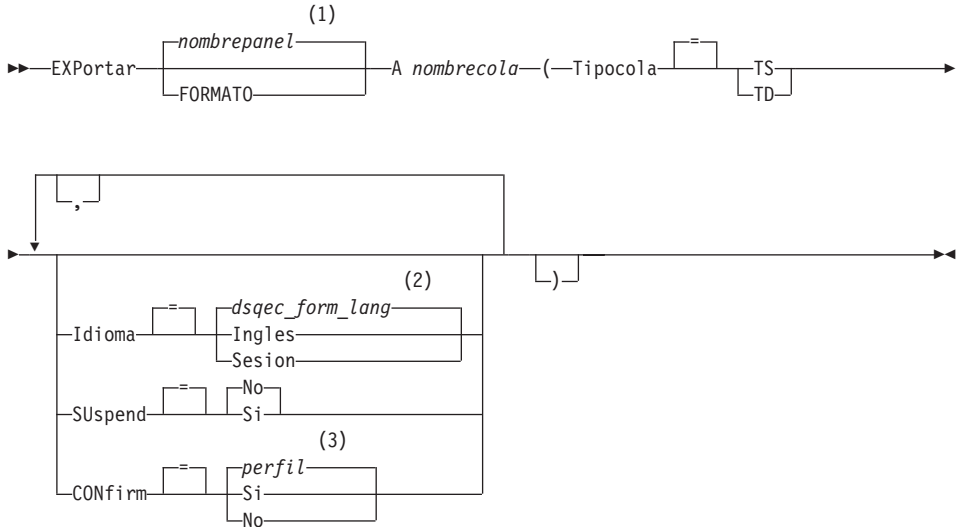 (1)
nombrepanel =
EXPortar A nombrecola ( Tipocola TS
FORMATO TD
,
(2)
= dsqec_form_lang
Idioma Ingles
Sesion
)
= No
SUspend Si
(3)
= perfil
CONfirm Si
No